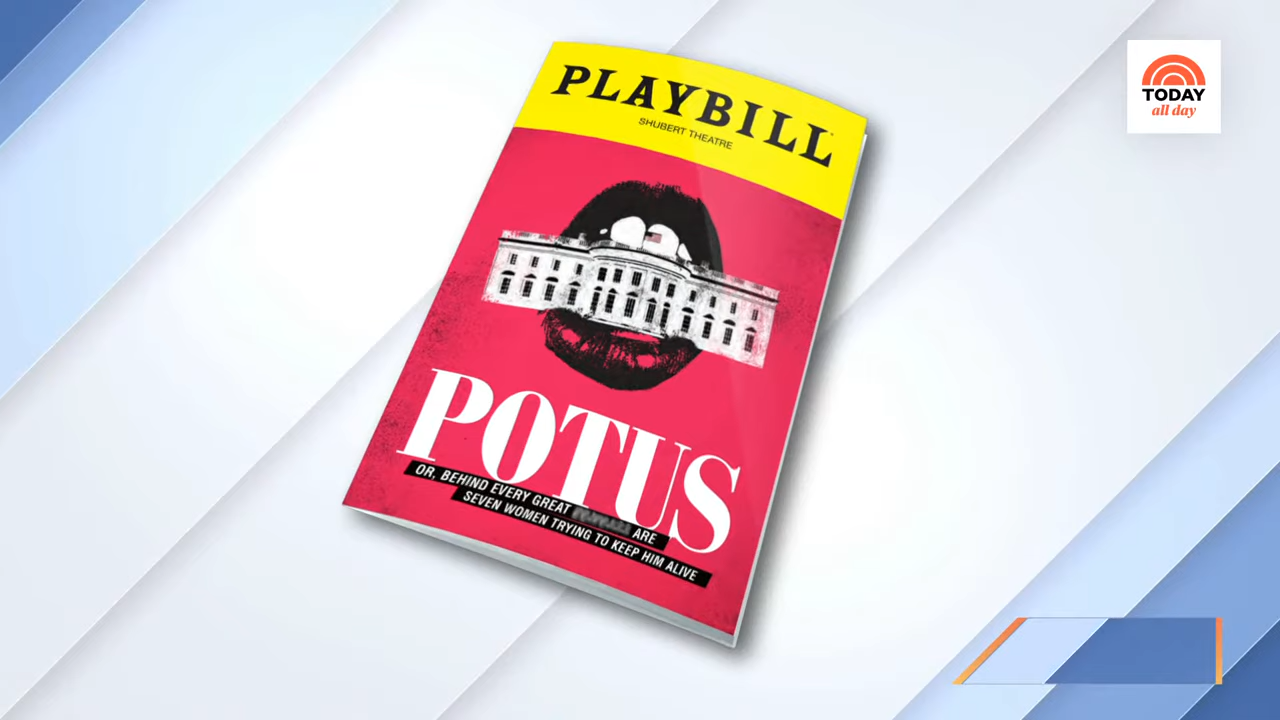 PLAYBILL
SHUBERT THEATRE
POTUS
OR, BEHIND EVERY GREAT ARE
SEVEN WOMEN TRYING TO KEEP HIM ALIVE
TODAY
all day